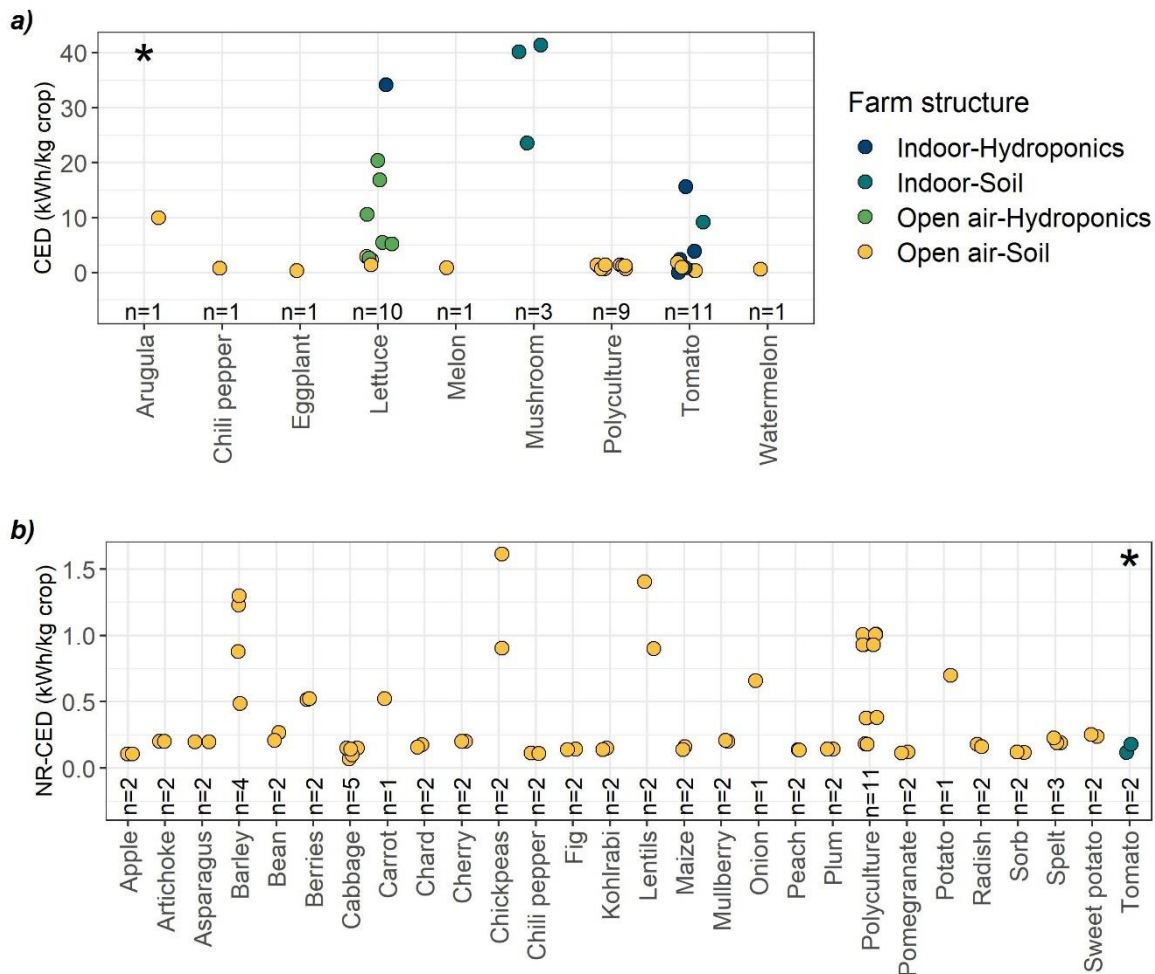 a)
*
CED (kWh/kg crop)
40
30
20
10
0
n=1
n=1
n=1
n=10
n=1
n=3
n=9
n=11
n=1
Arugula
Chili pepper
Eggplant
Lettuce
Melon
Mushroom
Polyculture
Tomato
Watermelon
Farm structure
Indoor-Hydroponics
Indoor-Soil
Open air-Hydroponics
Open air-Soil
b)
*
NR-CED (kWh/kg crop)
1.5
1.0
0.5
0.0
Apple n=2
Artichoke n=2
Asparagus n=2
Barley n=4
Bean n=2
Berries n=2
Cabbage n=5
Carrot n=1
Chard n=2
Cherry n=2
Chickpeas n=2
Chili pepper n=2
Fig n=2
Kohlrabi n=2
Lentils n=2
Maize n=2
Mulberry n=2
Onion n=1
Peach n=2
Plum n=2
Polyculture n=11
Pomegranate n=2
Potato n=1
Radish n=2
Sorb n=2
Spelt n=3
Sweet potato n=2
Tomato n=2